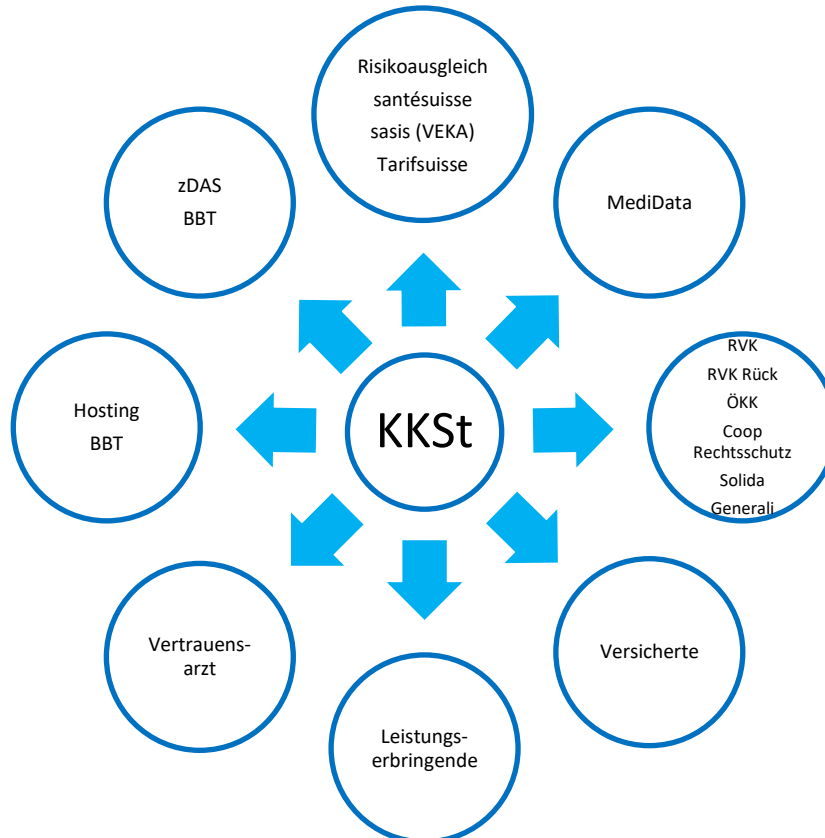 Risikoausgleich
santésuisse
sasis (VEKA)
Tarifsuisse
zDAS
BBT
MediData
RVK
RVK Rück
ÖKK
Coop
Rechtsschutz
Solida
Generali
Hosting
BBT
KKSt
Vertrauens-
arzt
Versicherte
Leistungs-
erbringende